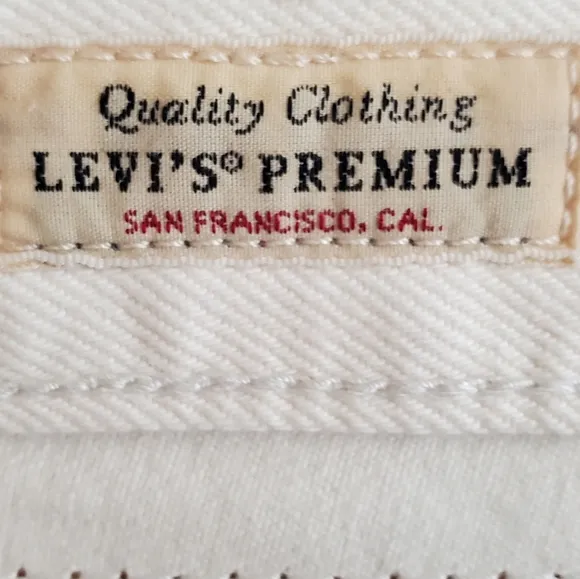 Quality Clothing
LEVI'S® PREMIUM
SAN FRANCISCO, CAL.